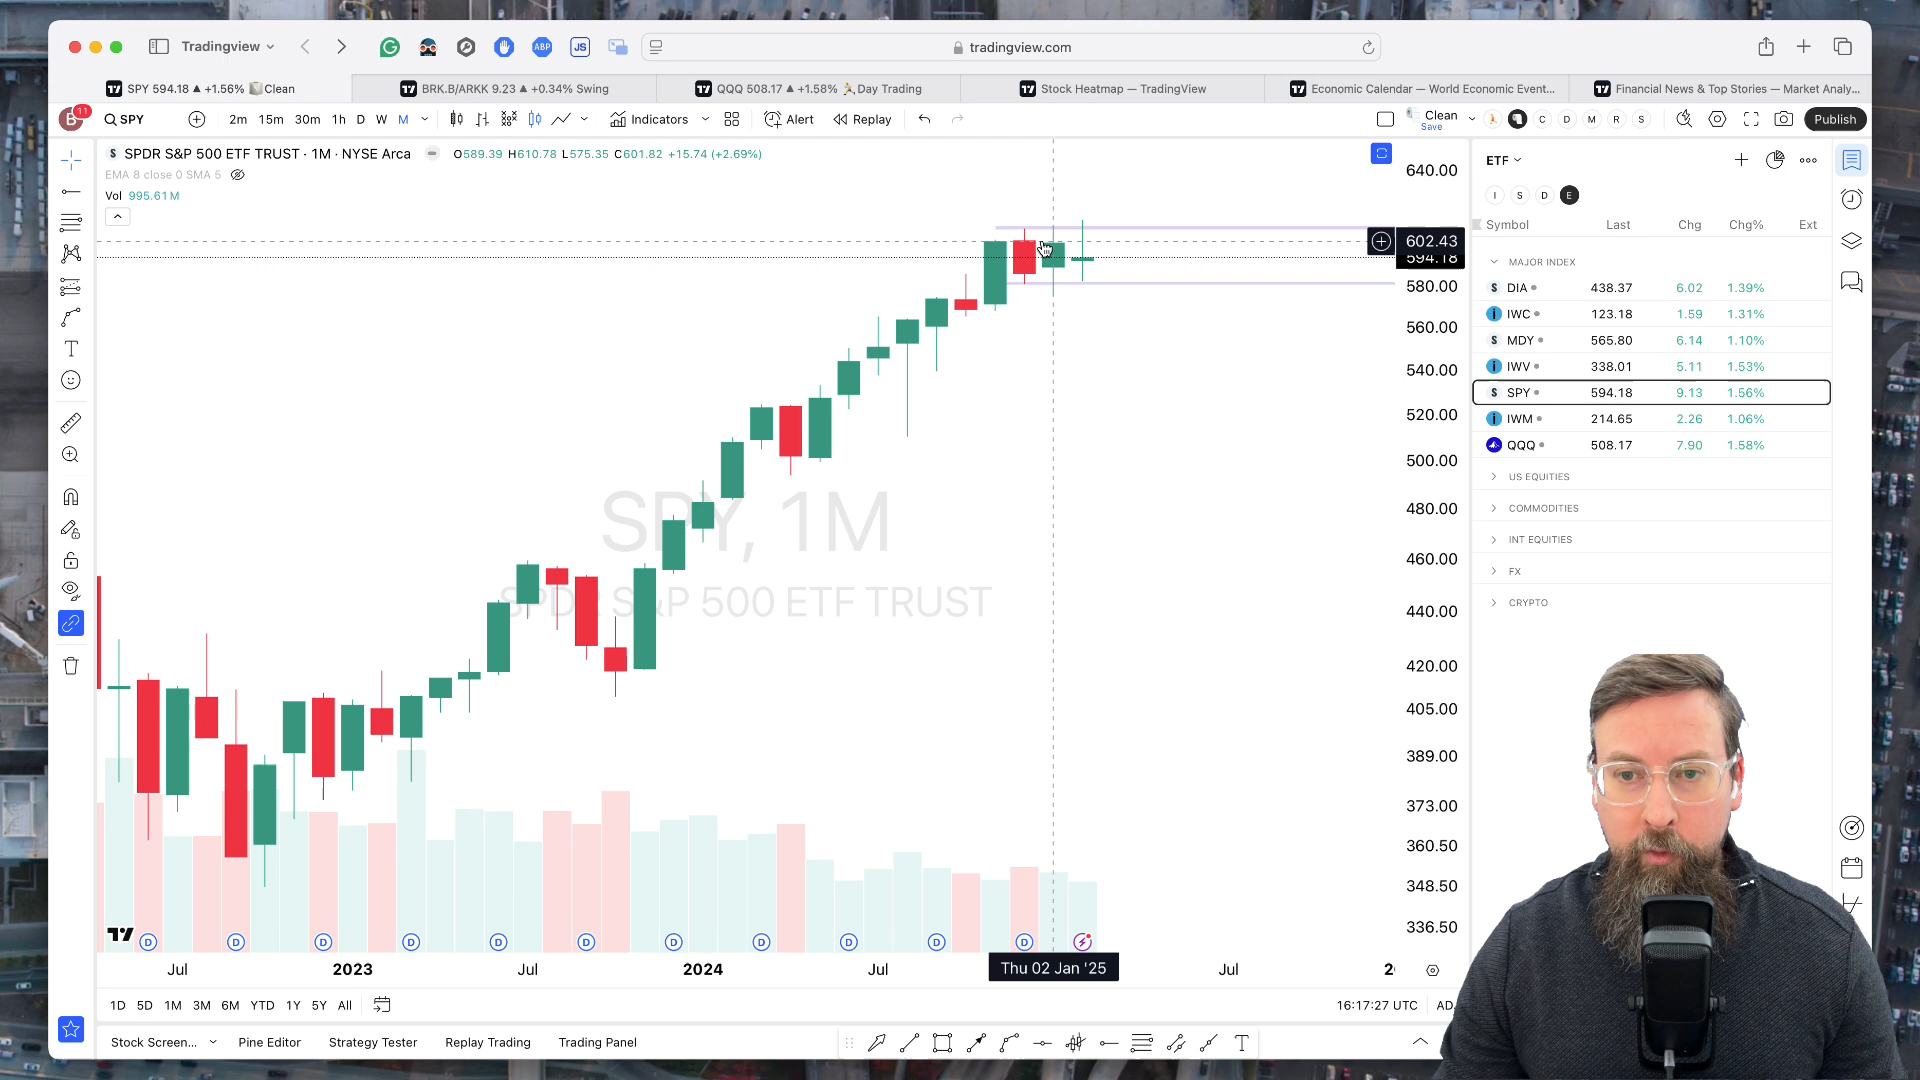 Tradingview
tradingview.com
SPY 594.18 ▲ +1.56% Clean
BRK.B/ARKK 9.23 ▲ +0.34% Swing
QQQ 508.17 ▲ +1.58% Day Trading
Stock Heatmap — TradingView
Economic Calendar — World Economic Event...
Financial News & Top Stories — Market Analy...
B 11 SPY 2m 15m 30m 1h D W M Indicators Alert Replay Clean Save C D M R S Publish
S SPDR S&P 500 ETF TRUST · 1M · NYSE Arca O589.39 H610.78 L575.35 C601.82 +15.74 (+2.69%)
EMA 8 close 0 SMA 5
Vol 995.61M
SPY, 1M
SPDR S&P 500 ETF TRUST
640.00
602.43
594.18
580.00
560.00
540.00
520.00
500.00
480.00
460.00
440.00
420.00
405.00
389.00
373.00
360.50
348.50
336.50
D D D D D D D D D D D
Jul 2023 Jul 2024 Jul Thu 02 Jan '25 Jul
1D 5D 1M 3M 6M YTD 1Y 5Y All
16:17:27 UTC
Stock Screen... Pine Editor Strategy Tester Replay Trading Trading Panel
ETF
I S D E
Symbol Last Chg Chg% Ext
MAJOR INDEX
DIA 438.37 6.02 1.39%
IWC 123.18 1.59 1.31%
MDY 565.80 6.14 1.10%
IWV 338.01 5.11 1.53%
SPY 594.18 9.13 1.56%
IWM 214.65 2.26 1.06%
QQQ 508.17 7.90 1.58%
US EQUITIES
COMMODITIES
INT EQUITIES
FX
CRYPTO